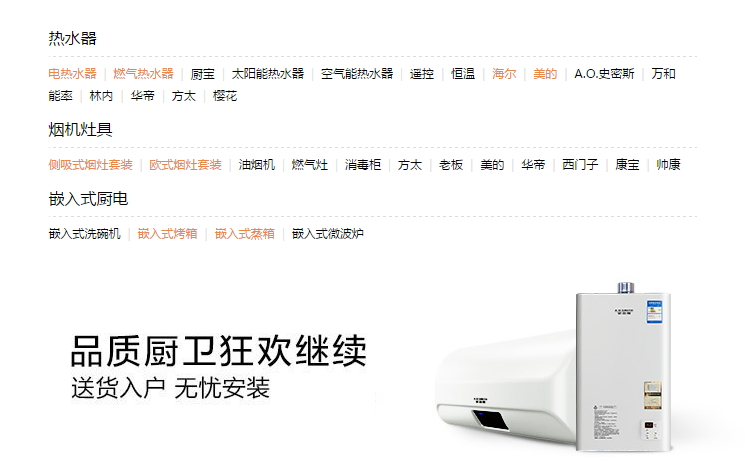 热水器
电热水器 | 燃气热水器 | 厨宝 | 太阳能热水器 | 空气能热水器 | 遥控 | 恒温 | 海尔 | 美的 | A.O.史密斯 | 万和
能率 | 林内 | 华帝 | 方太 | 樱花
烟机灶具
侧吸式烟灶套装 | 欧式烟灶套装 | 油烟机 | 燃气灶 | 消毒柜 | 方太 | 老板 | 美的 | 华帝 | 西门子 | 康宝 | 帅康
嵌入式厨电
嵌入式洗碗机 | 嵌入式烤箱 | 嵌入式蒸箱 | 嵌入式微波炉
品质厨卫狂欢继续
送货入户 无忧安装